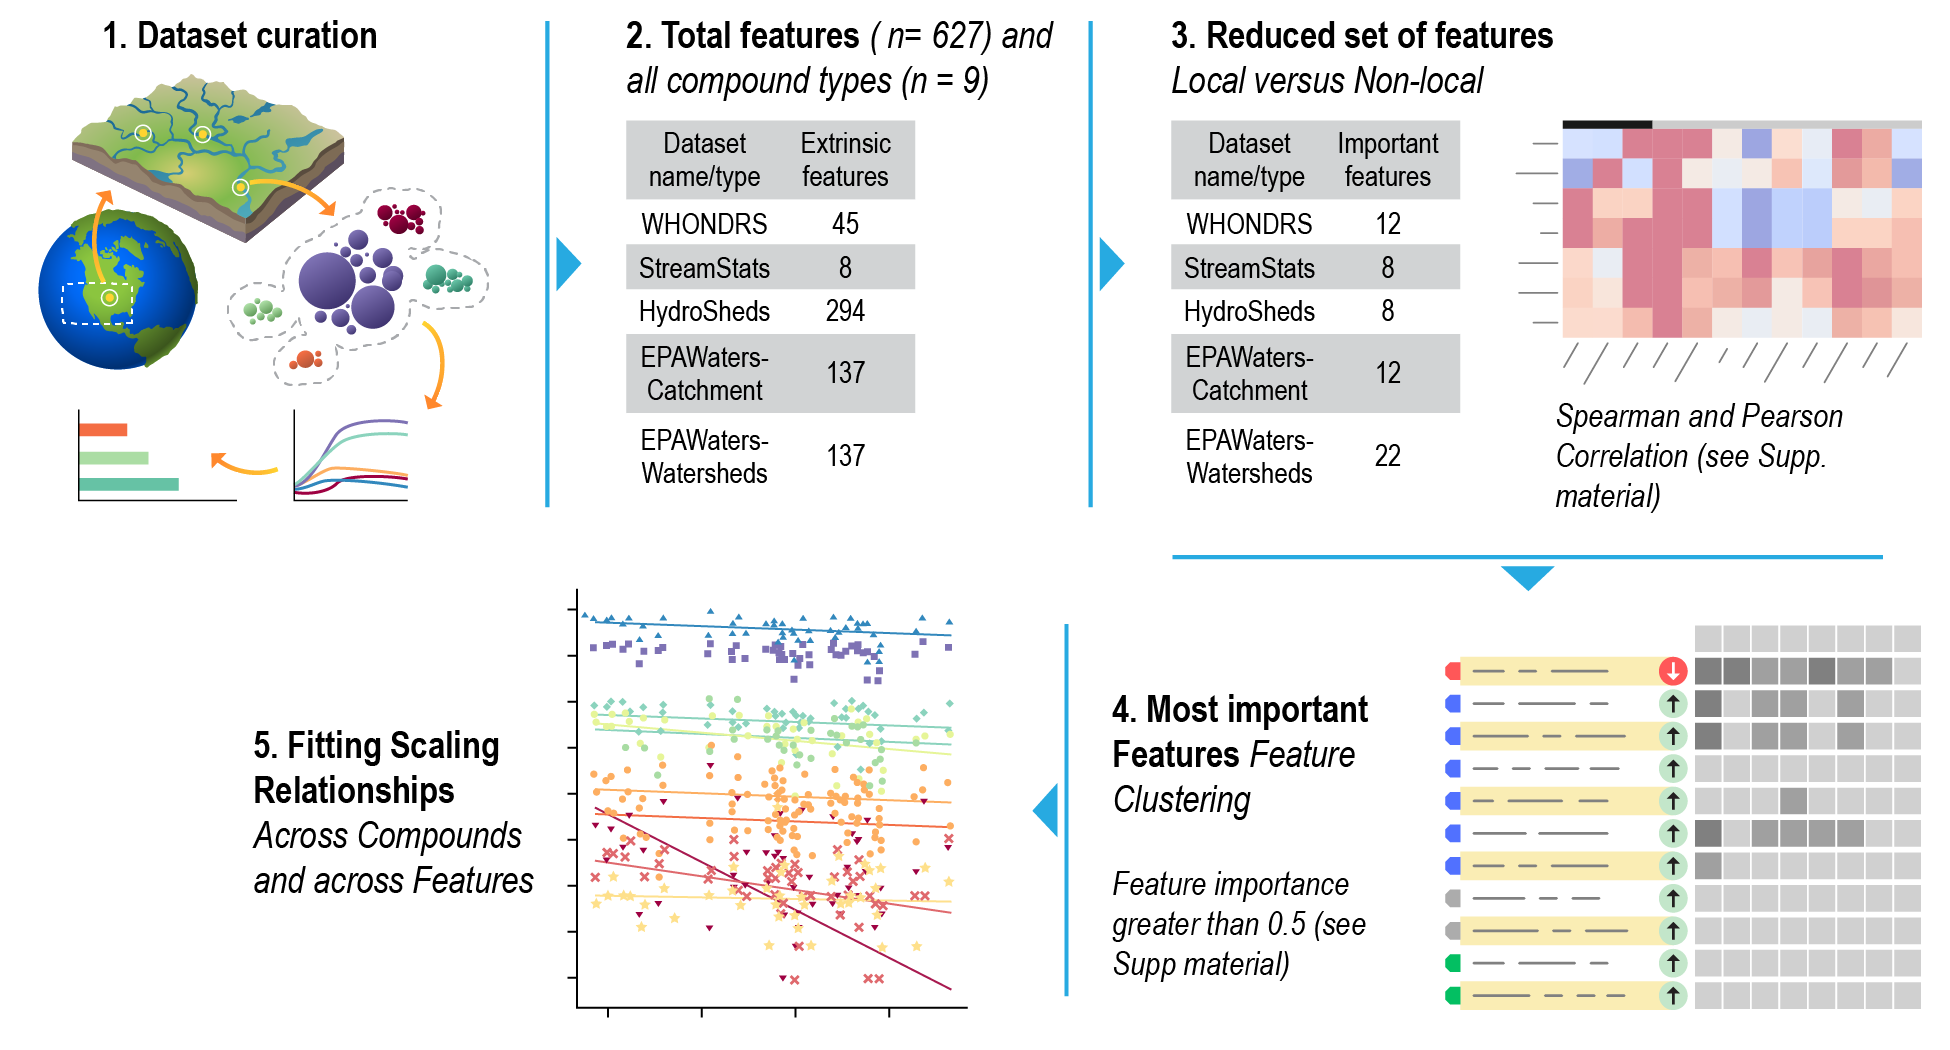 1. Dataset curation
2. Total features ( n= 627) and
all compound types (n = 9)
Dataset name/type Extrinsic features
WHONDRS 45
StreamStats 8
HydroSheds 294
EPAWaters-Catchment 137
EPAWaters-Watersheds 137
3. Reduced set of features
Local versus Non-local
Dataset name/type Important features
WHONDRS 12
StreamStats 8
HydroSheds 8
EPAWaters-Catchment 12
EPAWaters-Watersheds 22
Spearman and Pearson
Correlation (see Supp.
material)
4. Most important
Features Feature
Clustering
Feature importance
greater than 0.5 (see
Supp material)
5. Fitting Scaling
Relationships
Across Compounds
and across Features